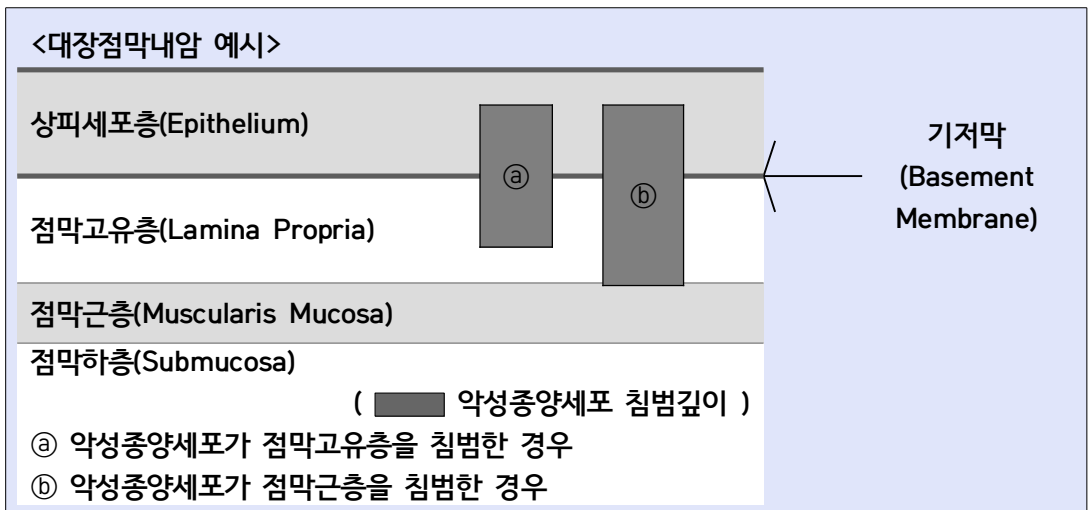 <대장점막내암 예시>
상피세포층(Epithelium)
기저막
(Basement
Membrane)
ⓐ
ⓑ
점막고유층(Lamina Propria)
점막근층(Muscularis Mucosa)
점막하층(Submucosa)
( 악성종양세포 침범깊이 )
ⓐ 악성종양세포가 점막고유층을 침범한 경우
ⓑ 악성종양세포가 점막근층을 침범한 경우